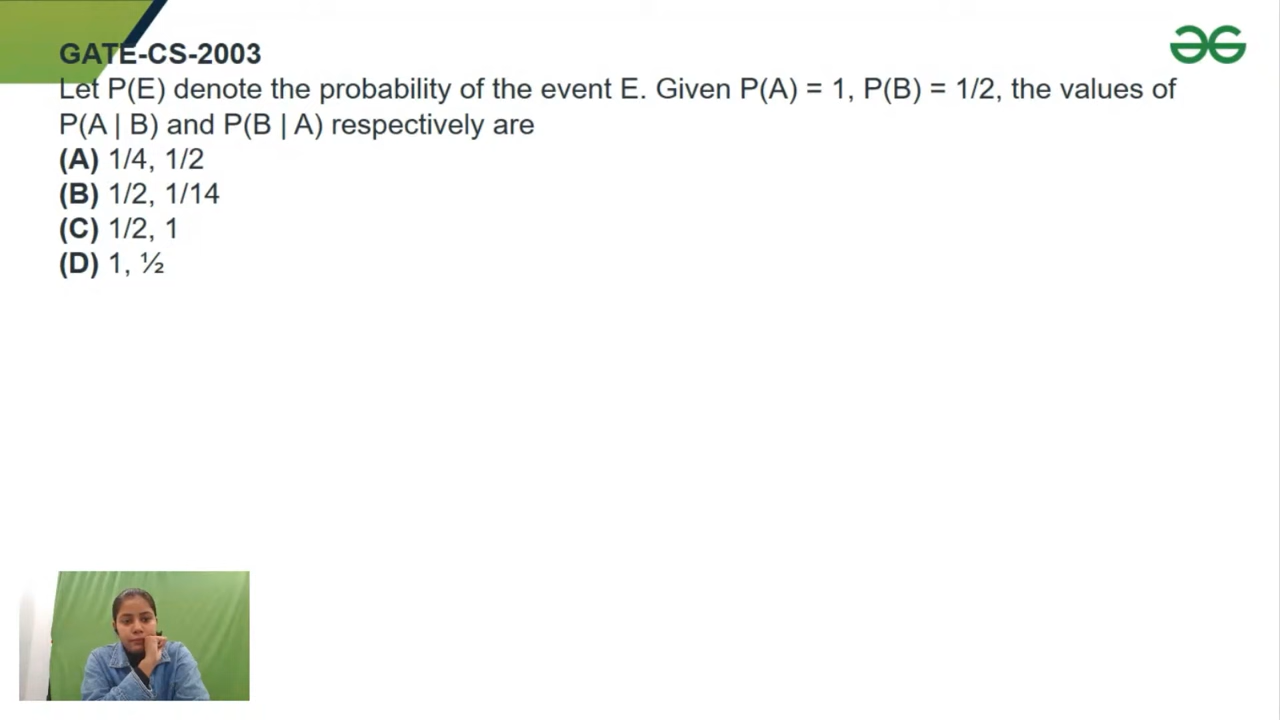 GATE-CS-2003
Let P(E) denote the probability of the event E. Given P(A) = 1, P(B) = 1/2, the values of
P(A | B) and P(B | A) respectively are
(A) 1/4, 1/2
(B) 1/2, 1/14
(C) 1/2, 1
(D) 1, ½